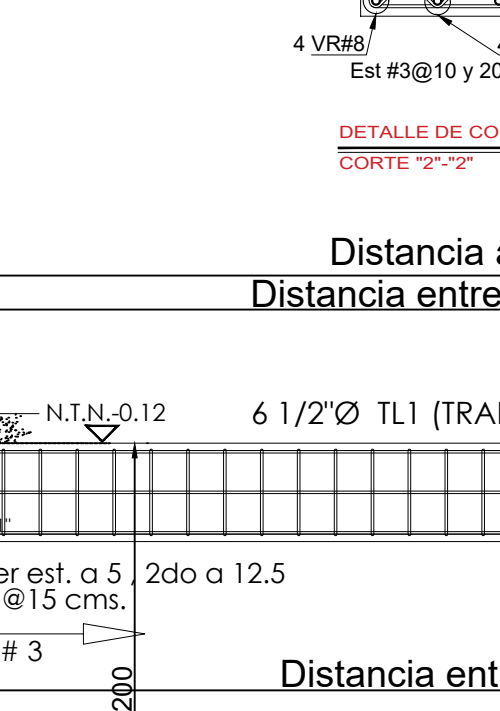 4 VR#8
Est #3@10 y 20
DETALLE DE CO
CORTE "2"-"2"
Distancia
Distancia entre
N.T.N.-0.12
6 1/2"Ø TL1 (TRA
er est. a 5 , 2do a 12.5
@15 cms.
# 3
Distancia ent
200